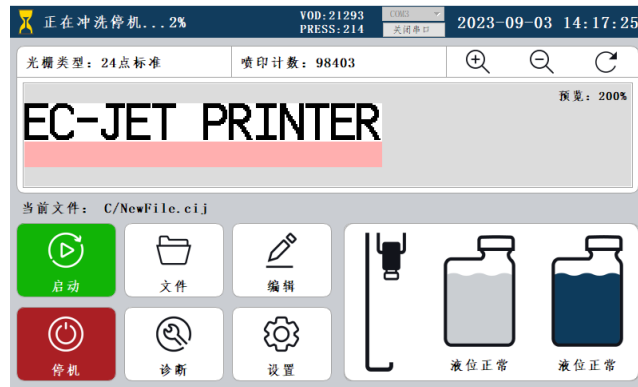 正在冲洗停机...2%
VOD:21293
PRESS:214
COM3
关闭串口
2023-09-03 14:17:25
光栅类型: 24点标准
喷印计数: 98403
预览: 200%
EC-JET PRINTER
当前文件: C/NewFile.cij
启动
文件
编辑
停机
诊断
设置
液位正常
液位正常